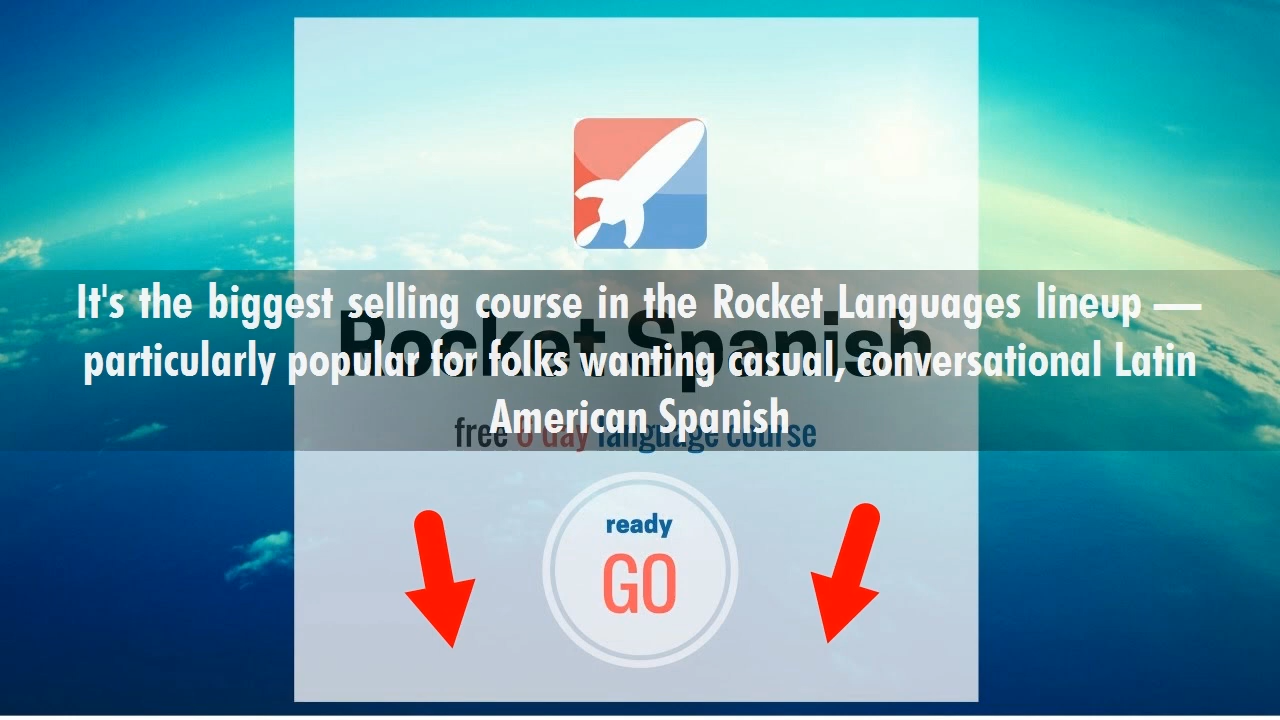 It's the biggest selling course in the Rocket Languages lineup —
Rocket Spanish
particularly popular for folks wanting casual, conversational Latin
American Spanish
free 6 day language course
ready
GO